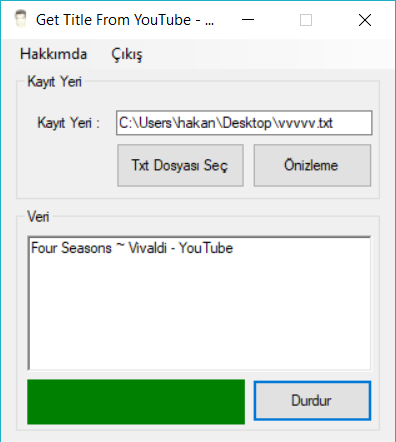 Get Title From YouTube - ...
Hakkımda Çıkış
Kayıt Yeri
Kayıt Yeri : C:\Users\hakan\Desktop\vvvvv.txt
Txt Dosyası Seç Önizleme
Veri
Four Seasons ~ Vivaldi - YouTube
Durdur